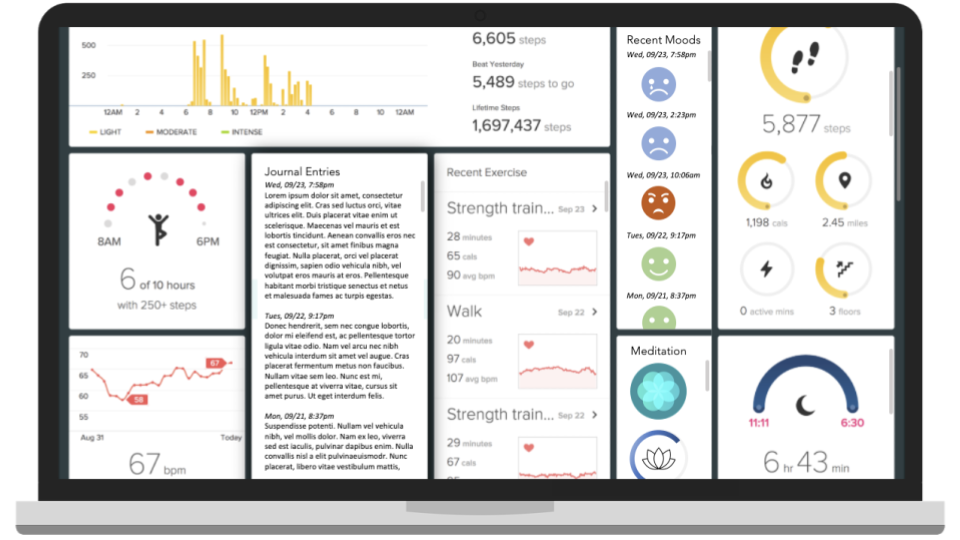 500
250
12AM 2 4 6 8 10 12PM 2 4 6 8 10 12AM
LIGHT MODERATE INTENSE
6,605 steps
Beat Yesterday
5,489 steps to go
Lifetime Steps
1,697,437 steps
Recent Moods
Wed, 09/23, 7:58pm
Wed, 09/23, 2:23pm
Wed, 09/23, 10:06am
Tues, 09/22, 9:17pm
Mon, 09/21, 8:37pm
5,877 steps
1,198 cals
2.45 miles
0 active mins
3 floors
8AM 6PM
6 of 10 hours
with 250+ steps
Journal Entries
Wed, 09/23, 7:58pm
Lorem ipsum dolor sit amet, consectetur
adipiscing elit. Cras sed luctus orci, vitae
ultrices elit. Duis placerat vitae enim ut
scelerisque. Maecenas vel mauris et est
lobortis tincidunt. Aenean convallis eros nec
est consectetur, sit amet finibus magna
feugiat. Nulla placerat, orci vel placerat
dignissim, sapien odio vehicula nibh, vel
volutpat eros mauris at eros. Pellentesque
habitant morbi tristique senectus et netus
et malesuada fames ac turpis egestas.
Tues, 09/22, 9:17pm
Donec hendrerit, sem nec congue lobortis,
dolor mi eleifend est, ac pellentesque tortor
ligula vitae odio. Nam vel arcu nec nibh
vehicula interdum sit amet vel augue. Cras
placerat fermentum metus non faucibus.
Nullam vitae sem leo. Nunc est mi,
pellentesque at viverra vitae, cursus sit
amet purus. Ut eget interdum felis.
Mon, 09/21, 8:37pm
Suspendisse potenti. Nullam vel vehicula
nibh, vel mollis dolor. Nam ex leo, viverra
sed est iaculis, pulvinar dapibus enim. Nulla
convallis nisl a elit pulvinaeuismodr. Nunc
placerat, libero vitae vestibulum mattis,
Recent Exercise
Strength train... Sep 23
28 minutes
65 cals
90 avg bpm
Walk Sep 22
20 minutes
97 cals
107 avg bpm
Strength train... Sep 22
29 minutes
67 cals
70
65
60
55
67
58
Aug 31 Today
67 bpm
Meditation
11:11 6:30
6 hr 43 min